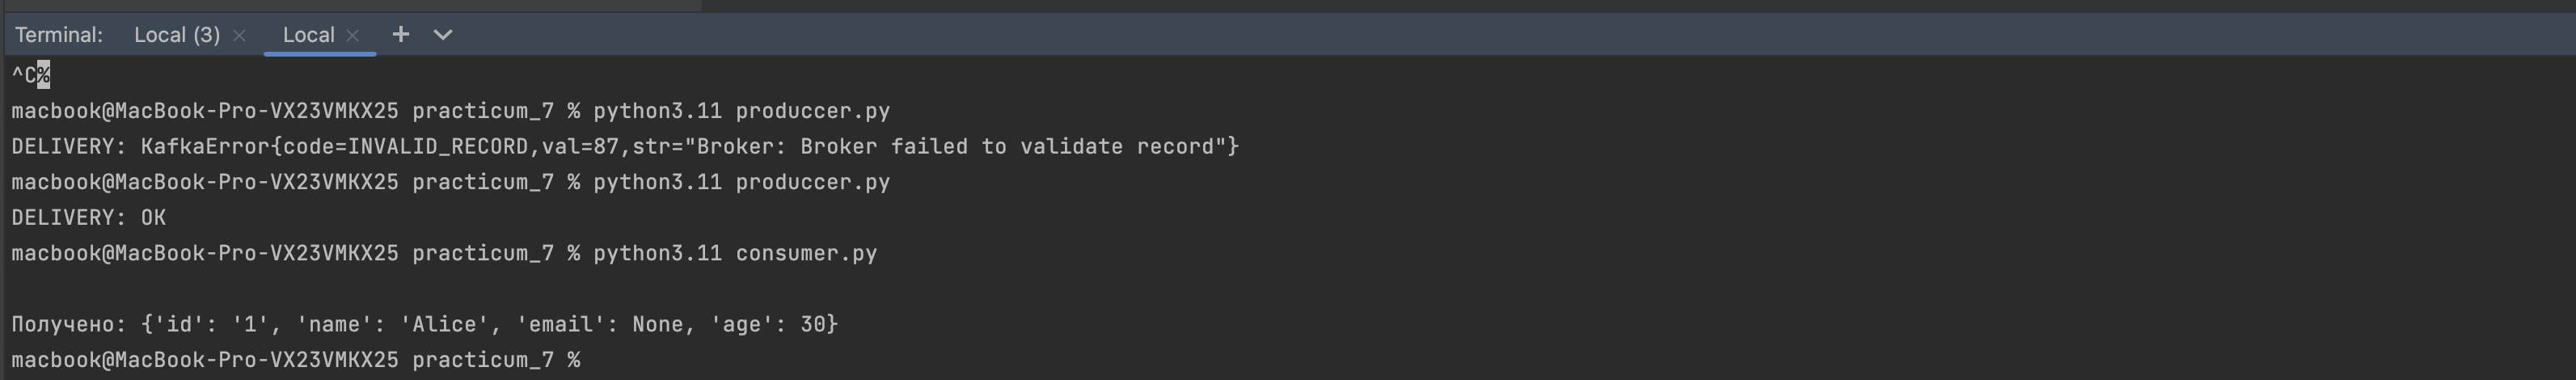 Terminal: Local (3) × Local × +
^C%
macbook@MacBook-Pro-VX23VMKX25 practicum_7 % python3.11 produccer.py
DELIVERY: KafkaError{code=INVALID_RECORD,val=87,str="Broker: Broker failed to validate record"}
macbook@MacBook-Pro-VX23VMKX25 practicum_7 % python3.11 produccer.py
DELIVERY: OK
macbook@MacBook-Pro-VX23VMKX25 practicum_7 % python3.11 consumer.py
Получено: {'id': '1', 'name': 'Alice', 'email': None, 'age': 30}
macbook@MacBook-Pro-VX23VMKX25 practicum_7 %